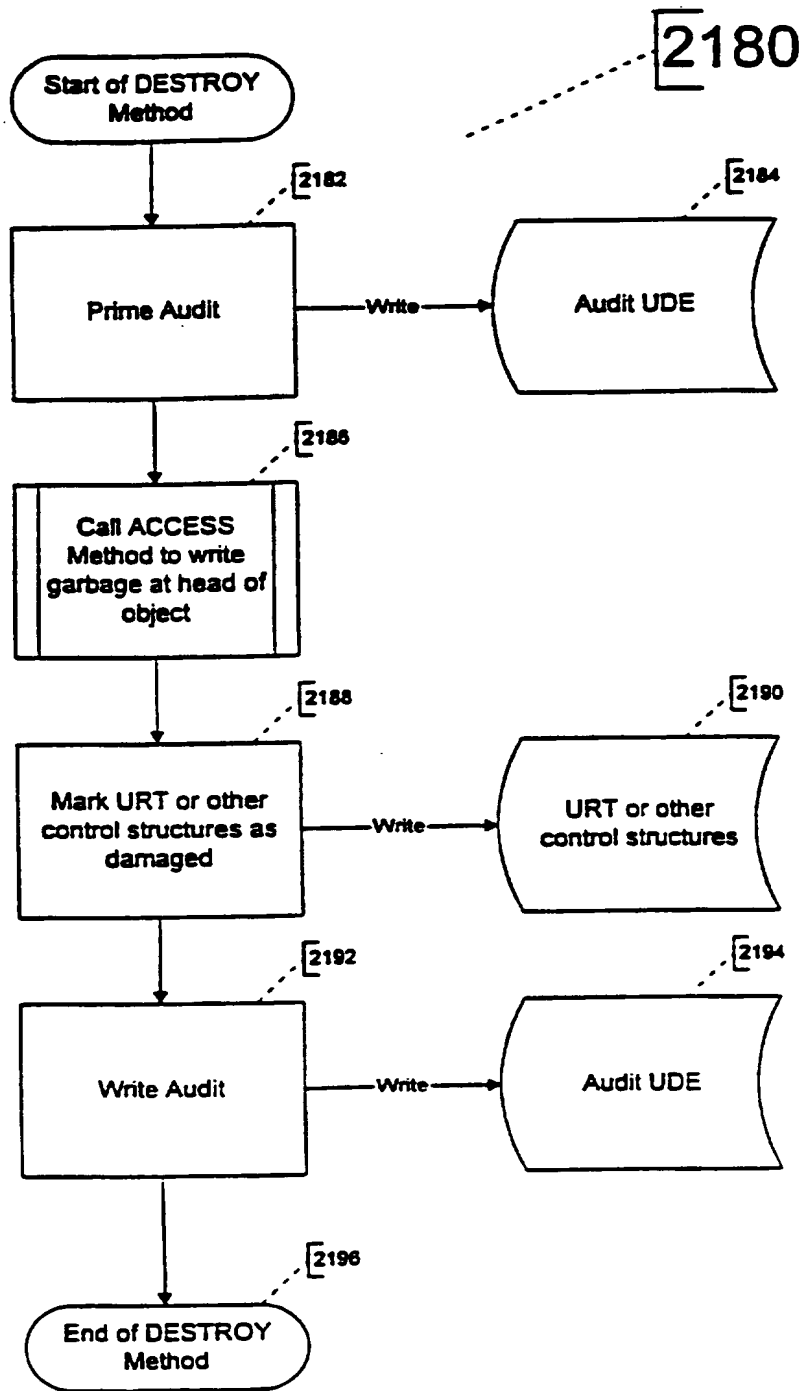 2180
Start of DESTROY
Method
2182
2184
Prime Audit
Write
Audit UDE
2186
Call ACCESS
Method to write
garbage at head of
object
2188
2190
Mark URT or other
control structures as
damaged
Write
URT or other
control structures
2192
2194
Write Audit
Write
Audit UDE
2196
End of DESTROY
Method